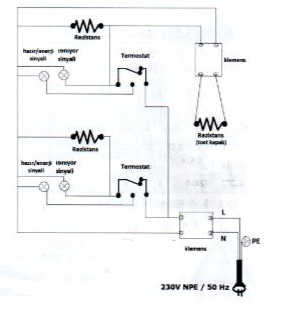 Rezistans
hazır/enerji
sinyali
ısınıyor
sinyali
Termostat
klemens
Rezistans
(tost kapak)
Rezistans
hazır/enerji
sinyali
ısınıyor
sinyali
Termostat
L
N
klemens
PE
230V NPE / 50 Hz